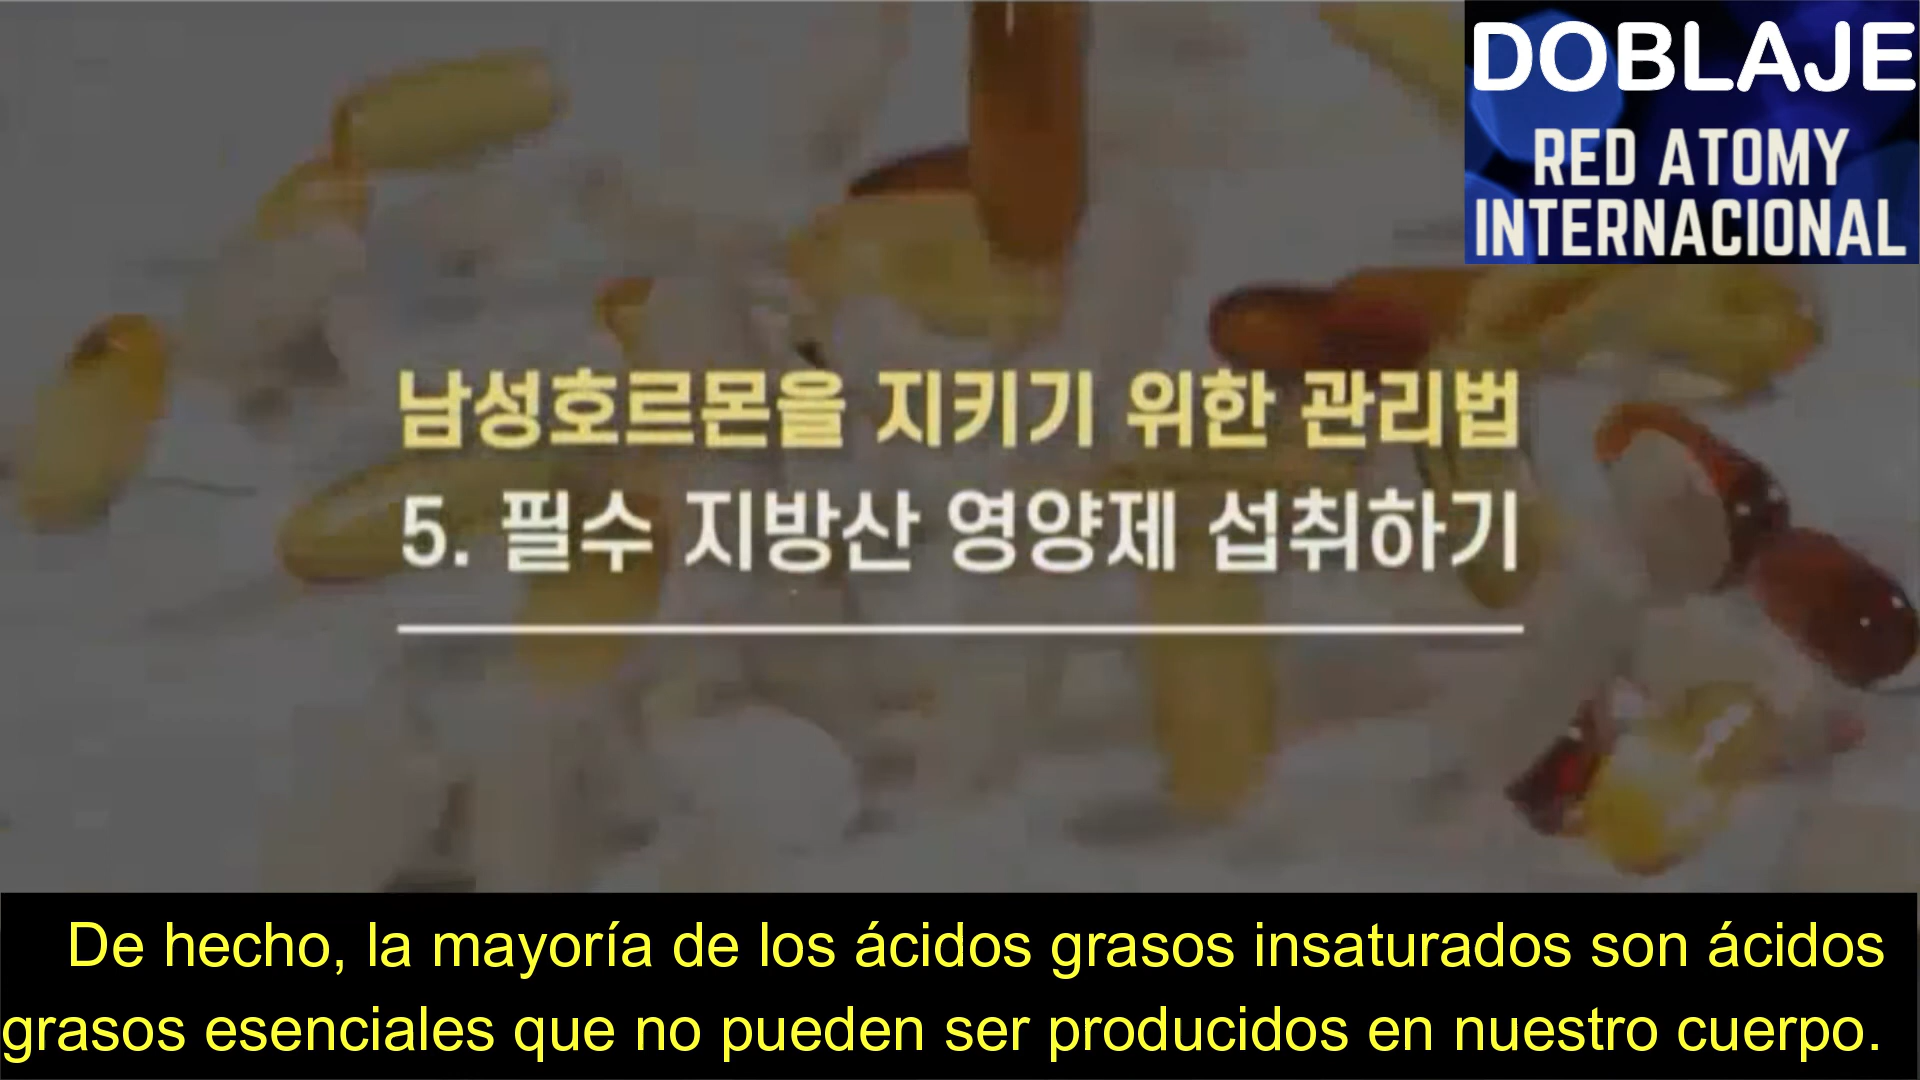 DOBLAJE
RED ATOMY
INTERNACIONAL
남성호르몬을 지키기 위한 관리법
5. 필수 지방산 영양제 섭취하기
De hecho, la mayoría de los ácidos grasos insaturados son ácidos
grasos esenciales que no pueden ser producidos en nuestro cuerpo.